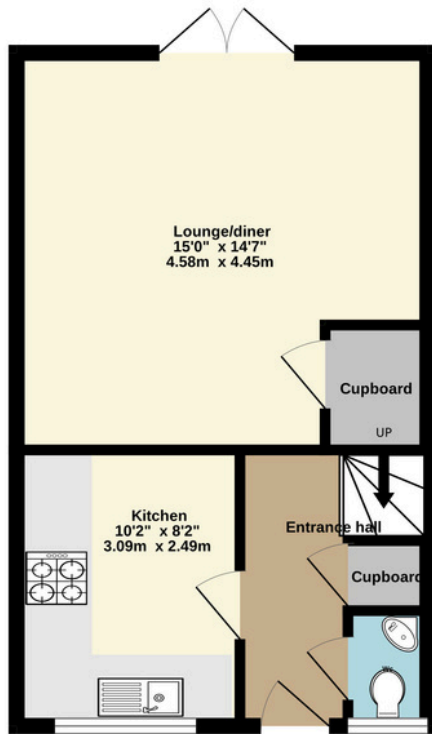 Lounge/diner
15'0" x 14'7"
4.58m x 4.45m
Cupboard
UP
Kitchen
10'2" x 8'2"
3.09m x 2.49m
Entrance hall
Cupboard
Wc